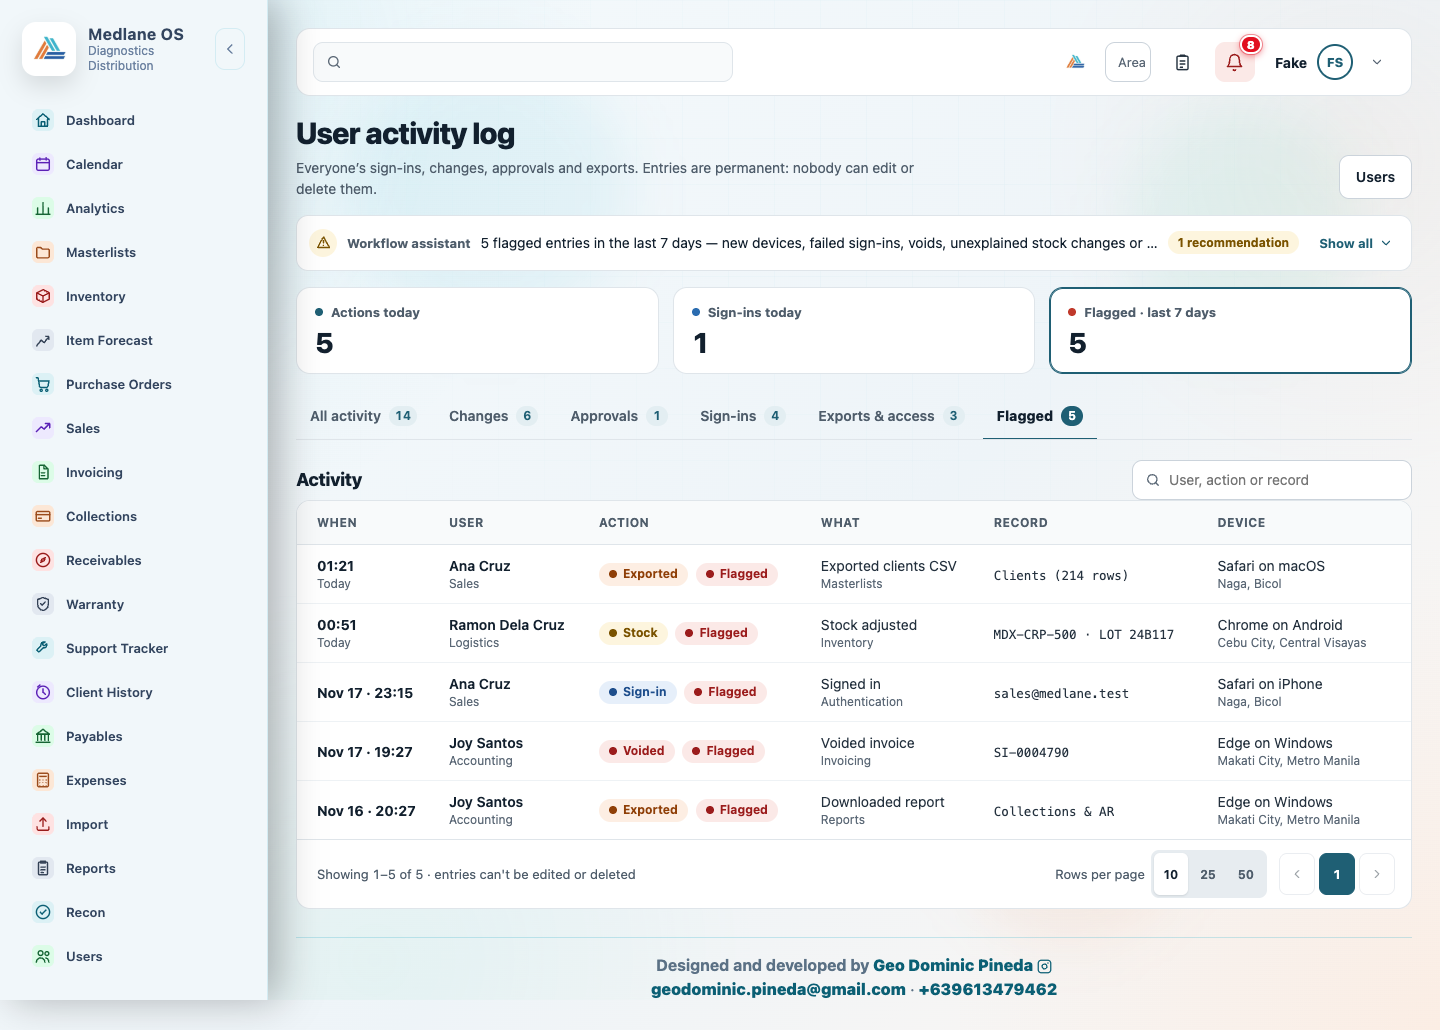 Medlane OS
Diagnostics
Distribution
Dashboard
Calendar
Analytics
Masterlists
Inventory
Item Forecast
Purchase Orders
Sales
Invoicing
Collections
Receivables
Warranty
Support Tracker
Client History
Payables
Expenses
Import
Reports
Recon
Users
Area
8
Fake
FS
User activity log
Everyone's sign-ins, changes, approvals and exports. Entries are permanent: nobody can edit or
delete them.
Users
Workflow assistant 5 flagged entries in the last 7 days — new devices, failed sign-ins, voids, unexplained stock changes or ... 1 recommendation Show all
Actions today
5
Sign-ins today
1
Flagged · last 7 days
5
All activity 14 Changes 6 Approvals 1 Sign-ins 4 Exports & access 3 Flagged 5
Activity
User, action or record
WHEN USER ACTION WHAT RECORD DEVICE
01:21 Ana Cruz Exported Flagged Exported clients CSV Clients (214 rows) Safari on macOS
Today Sales Masterlists Naga, Bicol
00:51 Ramon Dela Cruz Stock Flagged Stock adjusted MDX-CRP-500 · LOT 24B117 Chrome on Android
Today Logistics Inventory Cebu City, Central Visayas
Nov 17 · 23:15 Ana Cruz Sign-in Flagged Signed in sales@medlane.test Safari on iPhone
Sales Authentication Naga, Bicol
Nov 17 · 19:27 Joy Santos Voided Flagged Voided invoice SI-0004790 Edge on Windows
Accounting Invoicing Makati City, Metro Manila
Nov 16 · 20:27 Joy Santos Exported Flagged Downloaded report Collections & AR Edge on Windows
Accounting Reports Makati City, Metro Manila
Showing 1–5 of 5 · entries can't be edited or deleted
Rows per page 10 25 50 1
Designed and developed by Geo Dominic Pineda
geodominic.pineda@gmail.com · +639613479462